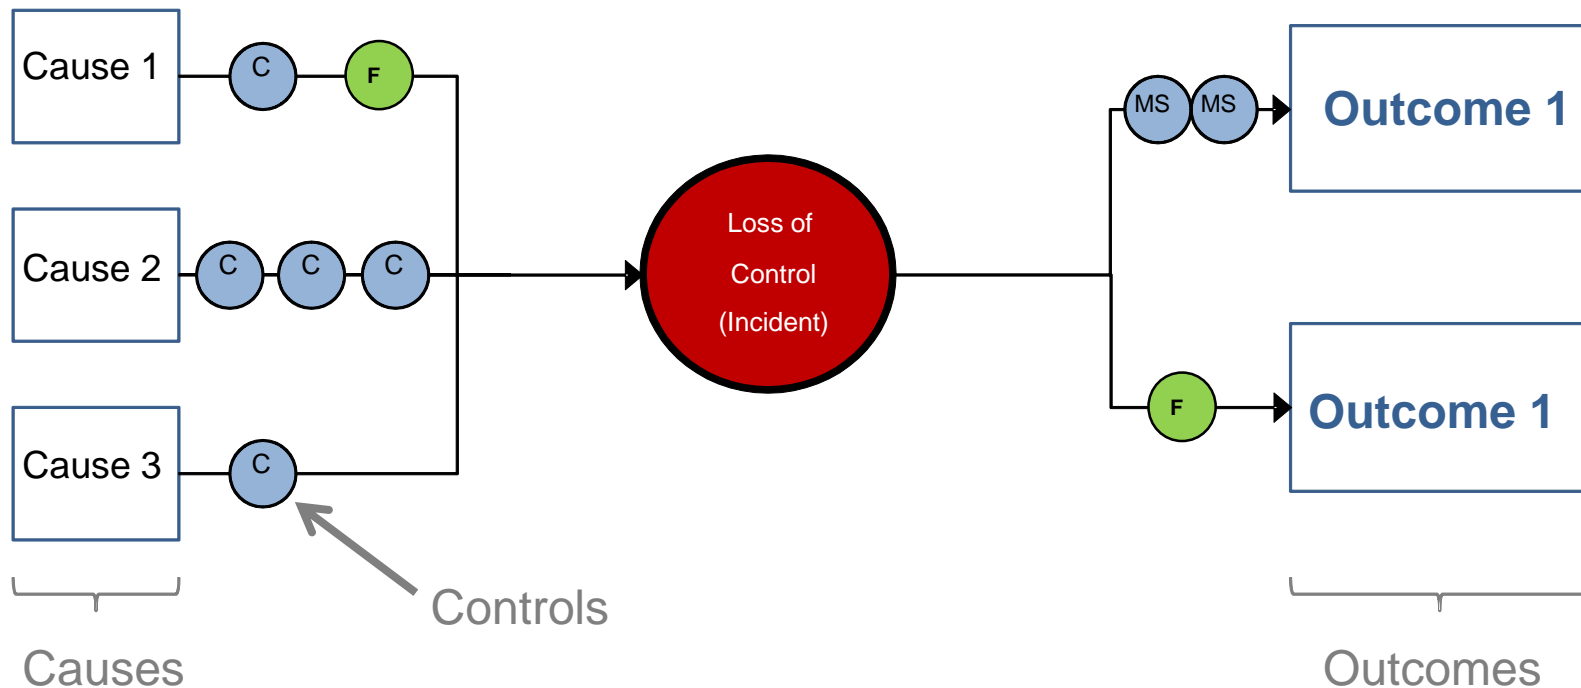 Cause 1
C
F
MS
MS
Outcome 1
Loss of
Control
(Incident)
Cause 2
C
C
C
Cause 3
C
F
Outcome 1
Controls
Causes
Outcomes